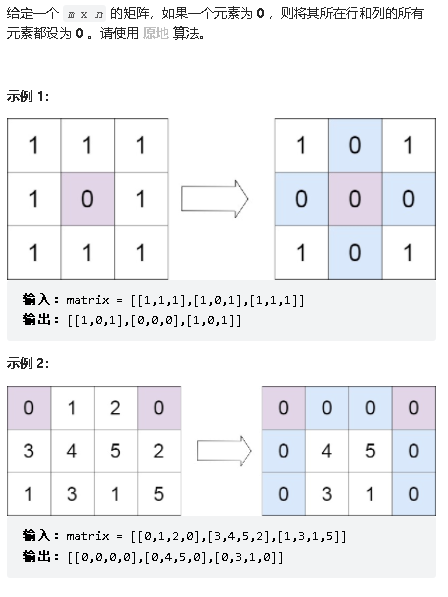 给定一个 m x n 的矩阵，如果一个元素为 0 ，则将其所在行和列的所有
元素都设为 0 。请使用 原地 算法。
示例 1：
1 1 1
1 0 1
1 1 1
1 0 1
0 0 0
1 0 1
输入：matrix = [[1,1,1],[1,0,1],[1,1,1]]
输出：[[1,0,1],[0,0,0],[1,0,1]]
示例 2：
0 1 2 0
3 4 5 2
1 3 1 5
0 0 0 0
0 4 5 0
0 3 1 0
输入：matrix = [[0,1,2,0],[3,4,5,2],[1,3,1,5]]
输出：[[0,0,0,0],[0,4,5,0],[0,3,1,0]]